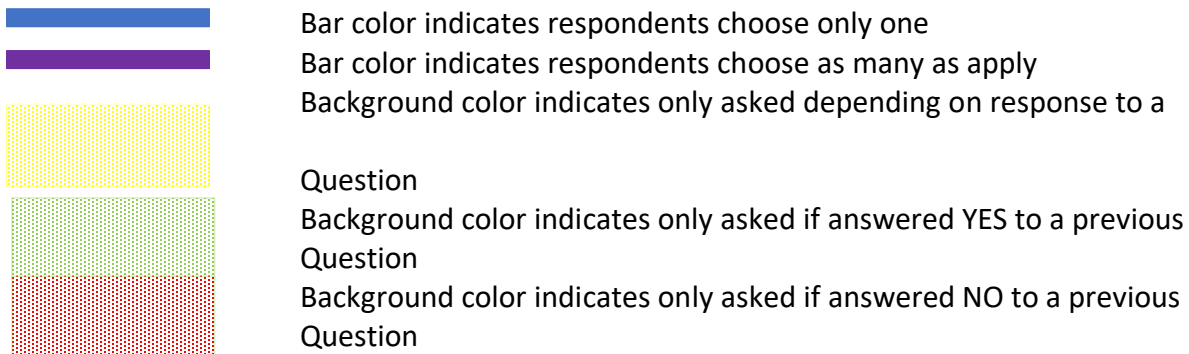 Bar color indicates respondents choose only one
Bar color indicates respondents choose as many as apply
Background color indicates only asked depending on response to a
Question
Background color indicates only asked if answered YES to a previous
Question
Background color indicates only asked if answered NO to a previous
Question